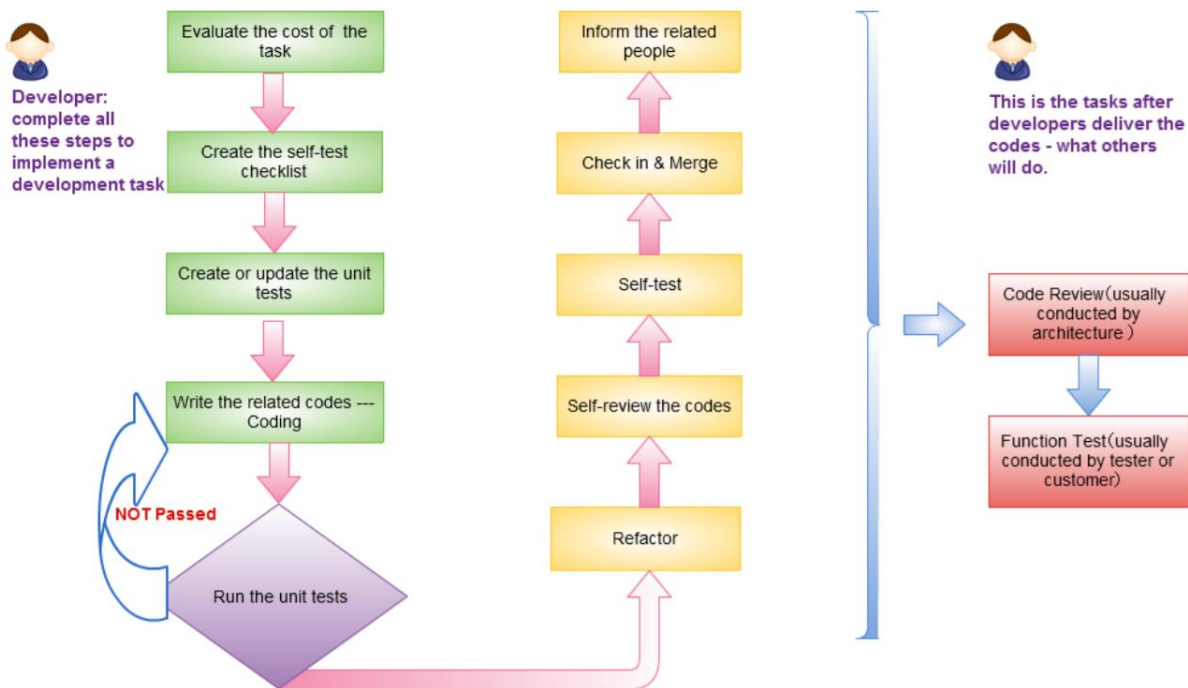 Developer:
complete all
these steps to
implement a
development task
Evaluate the cost of the
task
Create the self-test
checklist
Create or update the unit
tests
Write the related codes ---
Coding
NOT Passed
Run the unit tests
Refactor
Self-review the codes
Self-test
Check in & Merge
Inform the related
people
This is the tasks after
developers deliver the
codes - what others
will do.
Code Review(usually
conducted by
architecture )
Function Test(usually
conducted by tester or
customer)